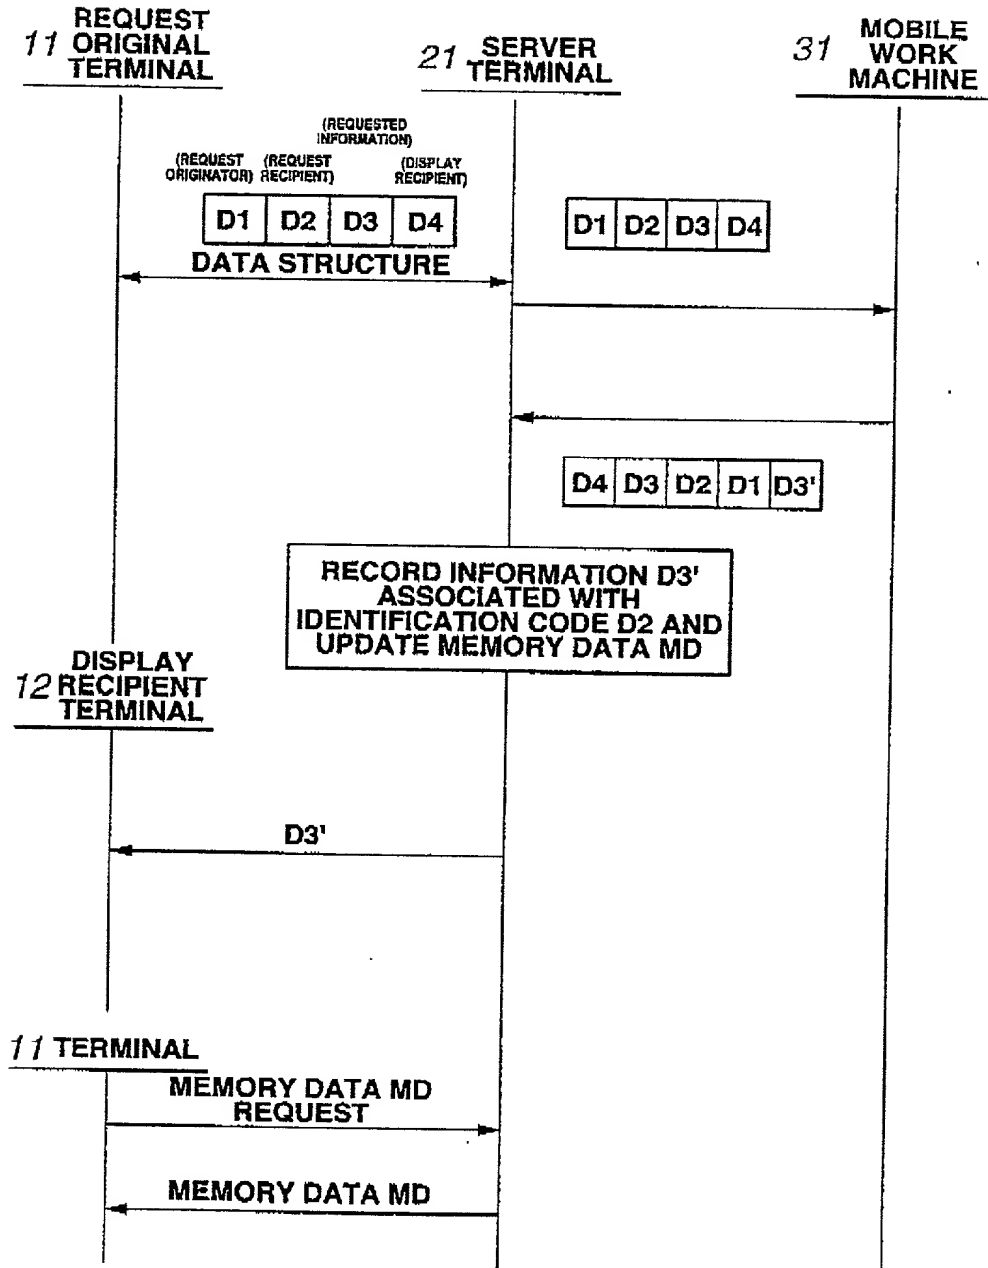 11 REQUEST
ORIGINAL
TERMINAL
21 SERVER
TERMINAL
31 MOBILE
WORK
MACHINE
(REQUEST
ORIGINATOR)
(REQUEST
RECIPIENT)
(REQUESTED
INFORMATION)
(DISPLAY
RECIPIENT)
D1 D2 D3 D4
DATA STRUCTURE
D1 D2 D3 D4
D4 D3 D2 D1 D3'
RECORD INFORMATION D3'
ASSOCIATED WITH
IDENTIFICATION CODE D2 AND
UPDATE MEMORY DATA MD
12 DISPLAY
RECIPIENT
TERMINAL
D3'
11 TERMINAL
MEMORY DATA MD
REQUEST
MEMORY DATA MD